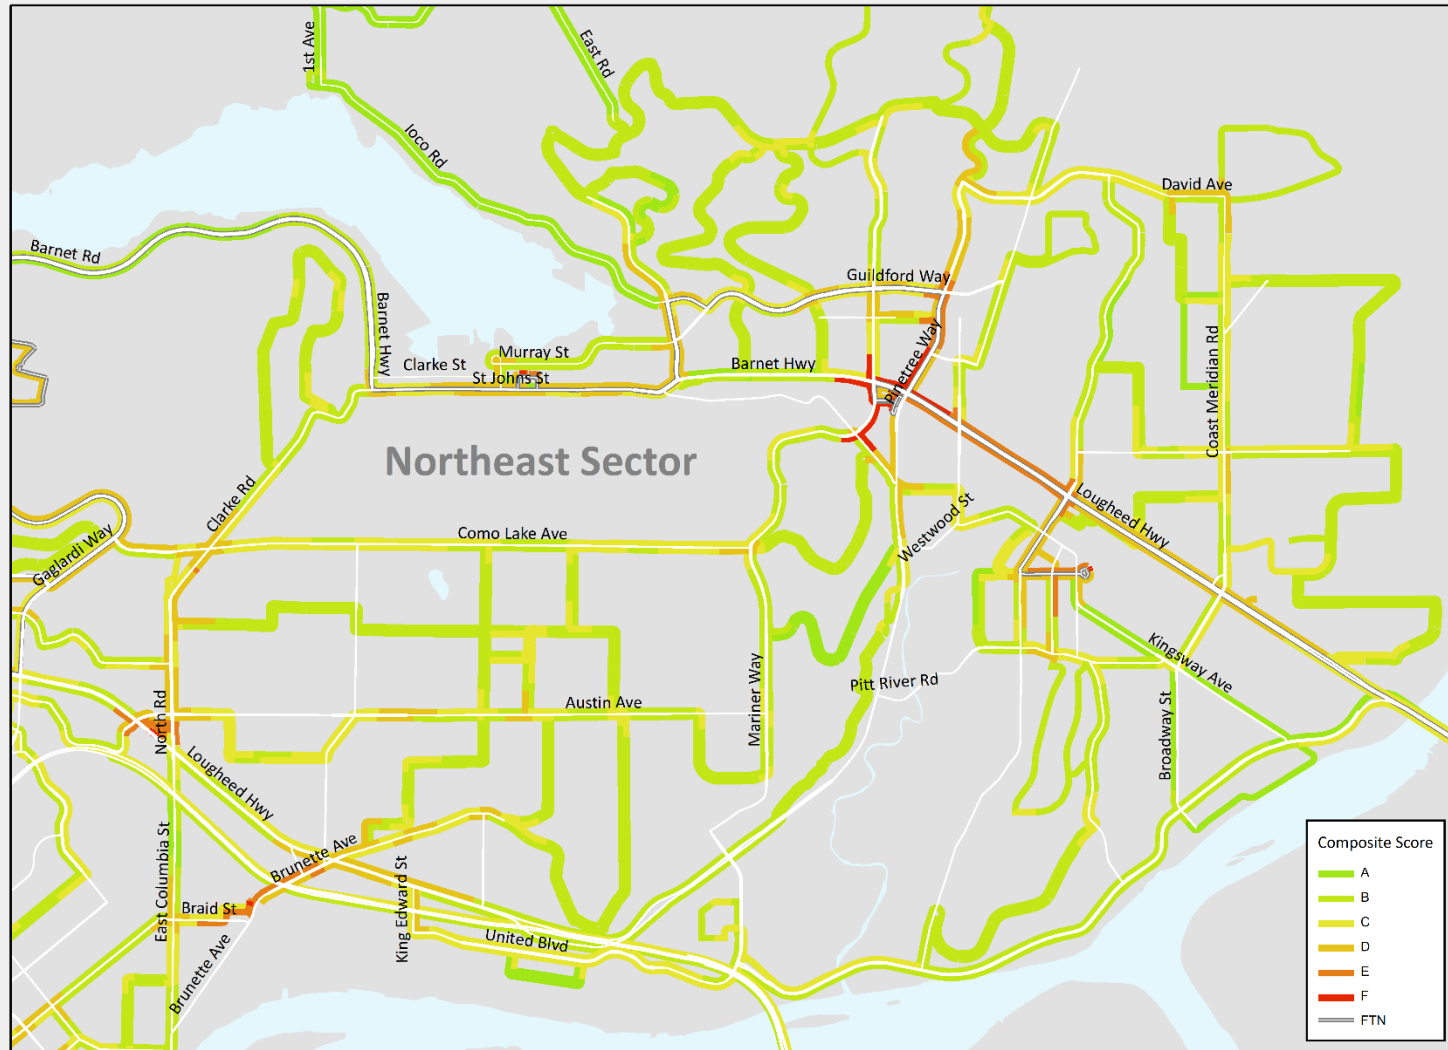 1st Ave
East Rd
Ioco Rd
David Ave
Barnet Rd
Guildford Way
Barnet Hwy
Pinetree Way
Coast Meridian Rd
Murray St
Clarke St
St Johns St
Barnet Hwy
Northeast Sector
Clarke Rd
Westwood St
Lougheed Hwy
Como Lake Ave
Gaglardi Way
Kingsway Ave
Pitt River Rd
Mariner Way
Austin Ave
North Rd
Broadway St
Lougheed Hwy
East Columbia St
Brunette Ave
King Edward St
Braid St
United Blvd
Brunette Ave
Composite Score
A
B
C
D
E
F
FTN